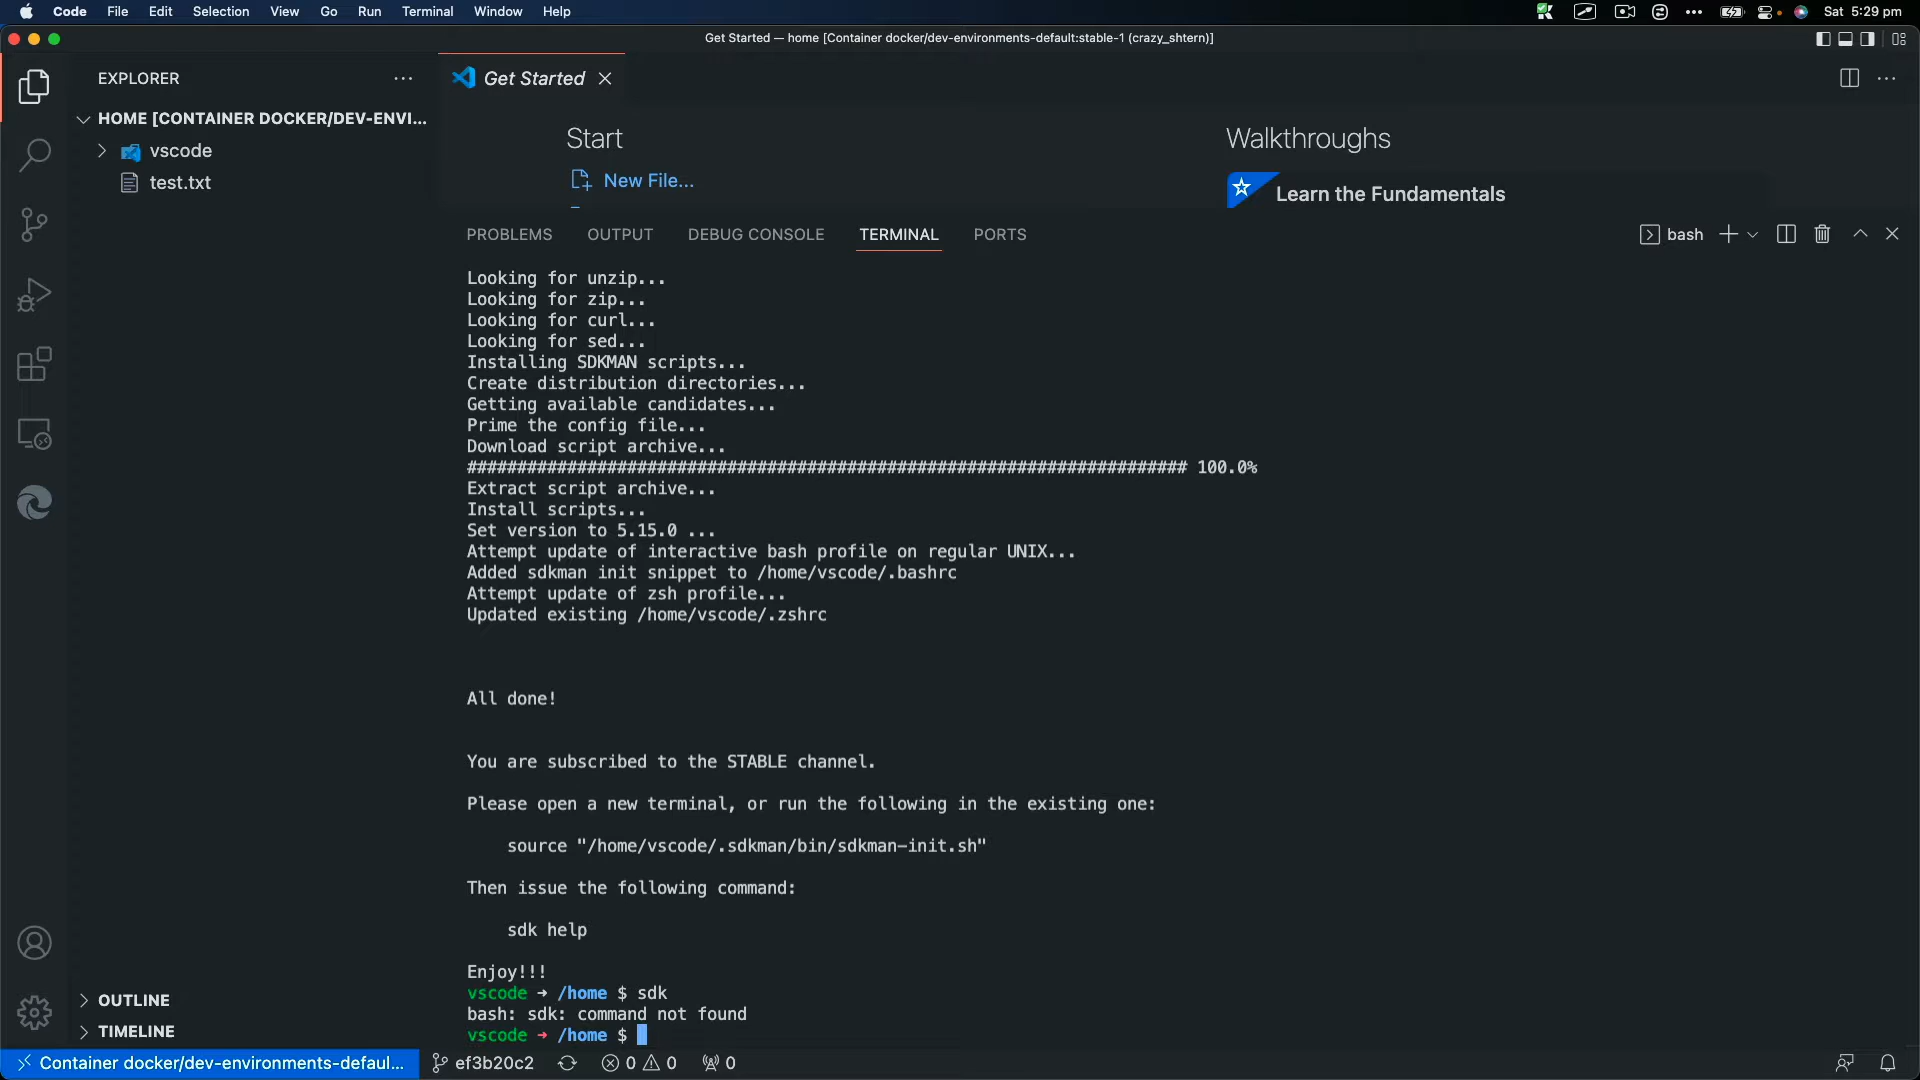 Code File Edit Selection View Go Run Terminal Window Help Sat 5:29 pm
Get Started — home [Container docker/dev-environments-default:stable-1 (crazy_shtern)]
EXPLORER
Get Started
HOME [CONTAINER DOCKER/DEV-ENVI...
vscode
test.txt
Start
New File...
Walkthroughs
Learn the Fundamentals
PROBLEMS OUTPUT DEBUG CONSOLE TERMINAL PORTS bash
Looking for unzip...
Looking for zip...
Looking for curl...
Looking for sed...
Installing SDKMAN scripts...
Create distribution directories...
Getting available candidates...
Prime the config file...
Download script archive...
######################################################################## 100.0%
Extract script archive...
Install scripts...
Set version to 5.15.0 ...
Attempt update of interactive bash profile on regular UNIX...
Added sdkman init snippet to /home/vscode/.bashrc
Attempt update of zsh profile...
Updated existing /home/vscode/.zshrc
All done!
You are subscribed to the STABLE channel.
Please open a new terminal, or run the following in the existing one:
source "/home/vscode/.sdkman/bin/sdkman-init.sh"
Then issue the following command:
sdk help
Enjoy!!!
vscode ➜ /home $ sdk
bash: sdk: command not found
vscode ➜ /home $
OUTLINE
TIMELINE
Container docker/dev-environments-defaul... ef3b20c2 0 0 0